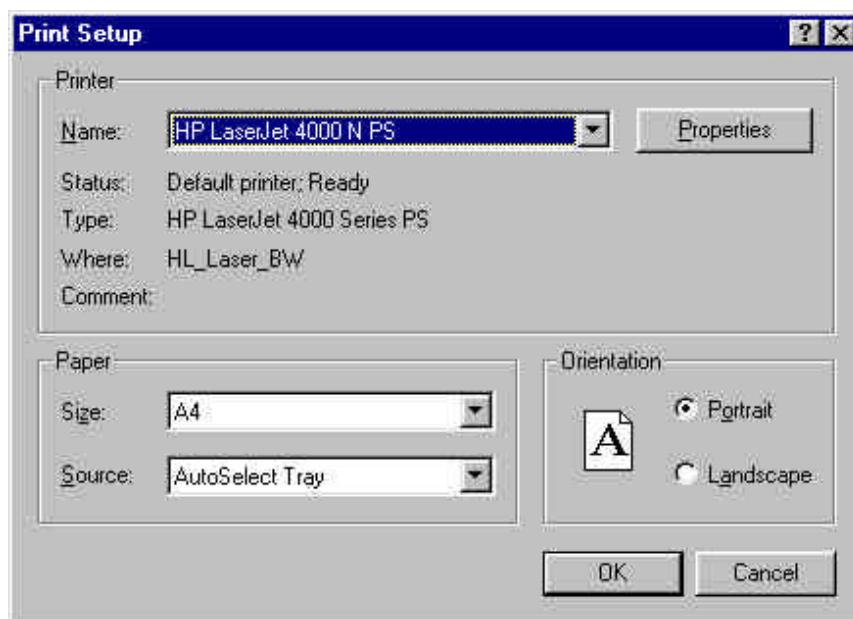 Print Setup
Printer
Name: HP LaserJet 4000 N PS Properties
Status: Default printer; Ready
Type: HP LaserJet 4000 Series PS
Where: HL_Laser_BW
Comment:
Paper
Size: A4
Source: AutoSelect Tray
Orientation
A
Portrait
Landscape
OK Cancel